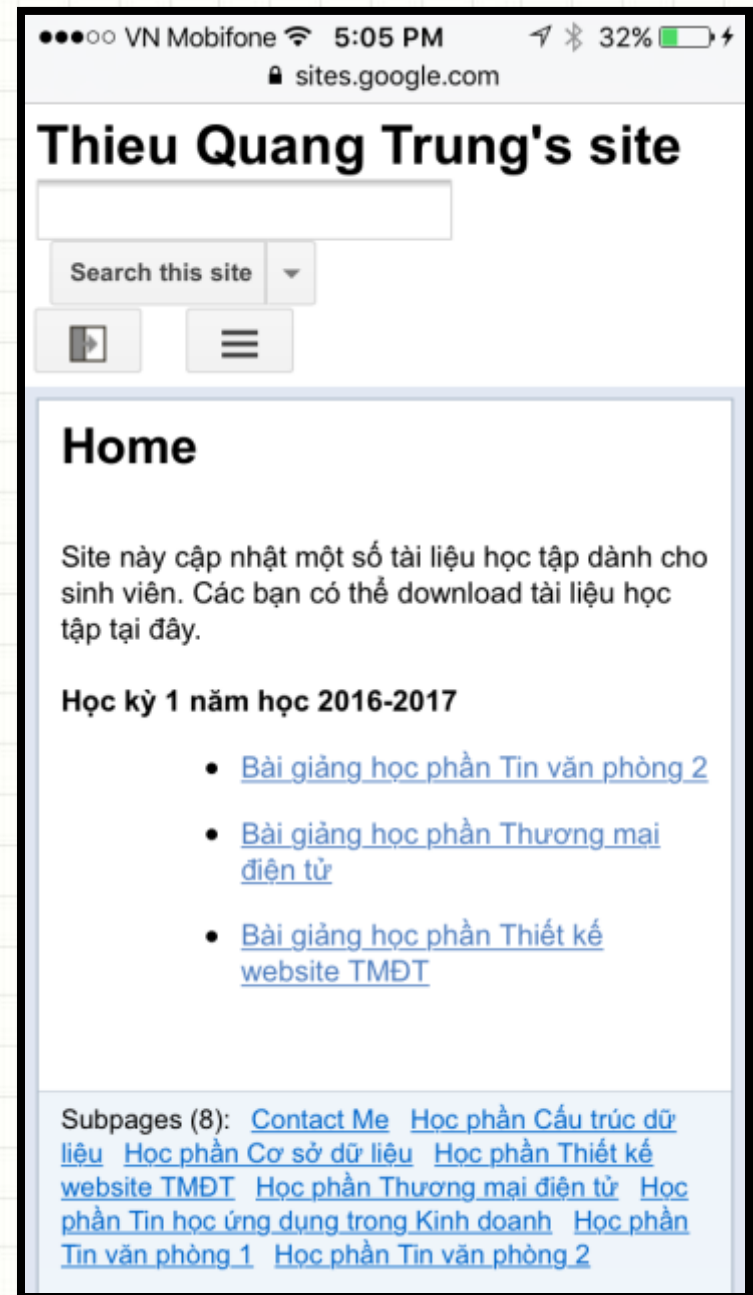 VN Mobifone 5:05 PM 32%
sites.google.com
Thieu Quang Trung's site
Search this site
Home
Site này cập nhật một số tài liệu học tập dành cho
sinh viên. Các bạn có thể download tài liệu học
tập tại đây.
Học kỳ 1 năm học 2016-2017
• Bài giảng học phần Tin văn phòng 2
• Bài giảng học phần Thương mại
điện tử
• Bài giảng học phần Thiết kế
website TMĐT
Subpages (8): Contact Me Học phần Cấu trúc dữ
liệu Học phần Cơ sở dữ liệu Học phần Thiết kế
website TMĐT Học phần Thương mại điện tử Học
phần Tin học ứng dụng trong Kinh doanh Học phần
Tin văn phòng 1 Học phần Tin văn phòng 2